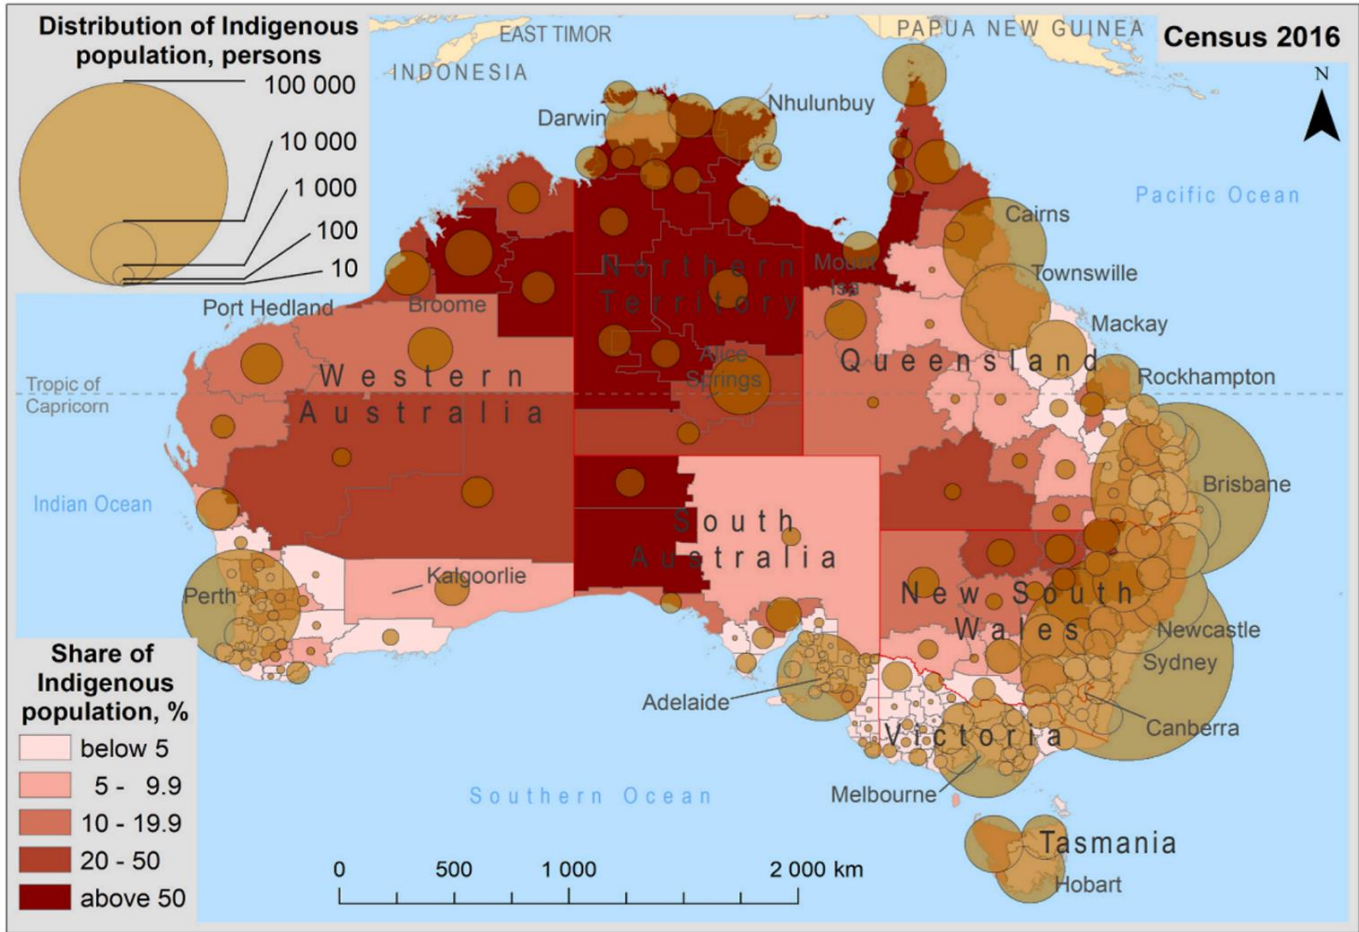 Distribution of Indigenous
population, persons
100 000
10 000
1 000
100
10
EAST TIMOR
INDONESIA
PAPUA NEW GUINEA
Census 2016
N
Darwin
Nhulunbuy
Pacific Ocean
Cairns
Northern
Territory
Mount
Isa
Townswille
Port Hedland
Broome
Mackay
Alice
Springs
Queensland
Western
Australia
Rockhampton
Tropic of
Capricorn
Indian Ocean
Brisbane
South
Australia
Kalgoorlie
Perth
New South
Wales
Newcastle
Sydney
Adelaide
Canberra
Victoria
Melbourne
Southern Ocean
Tasmania
Hobart
Share of
Indigenous
population, %
below 5
5 - 9.9
10 - 19.9
20 - 50
above 50
0 500 1 000 2 000 km